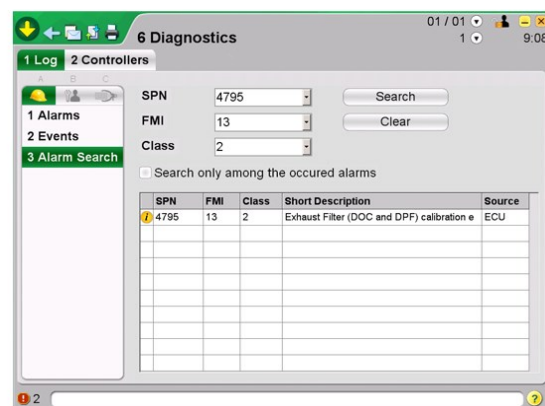 01 / 01
6 Diagnostics
1
9:08
1 Log
2 Controllers
A B C
1 Alarms
2 Events
3 Alarm Search
SPN 4795 Search
FMI 13 Clear
Class 2
Search only among the occured alarms
SPN FMI Class Short Description Source
4795 13 2 Exhaust Filter (DOC and DPF) calibration e ECU
2